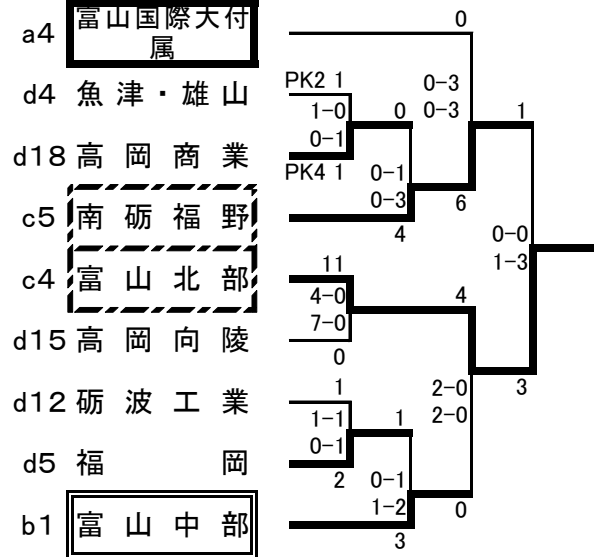 a4 富山国際大付属 0
d4 魚津・雄山 PK2 1 0-3
1-0 0 0-3 1
d18 高岡商業 0-1
PK4 1 0-1
c5 南砺福野 0-3 6
4 0-0
c4 富山北部 11 1-3
4-0 4
d15 高岡向陵 7-0
0
d12 砺波工業 1 2-0 3
1-1 1 2-0
d5 福岡 0-1
2 0-1
b1 富山中部 1-2 0
3